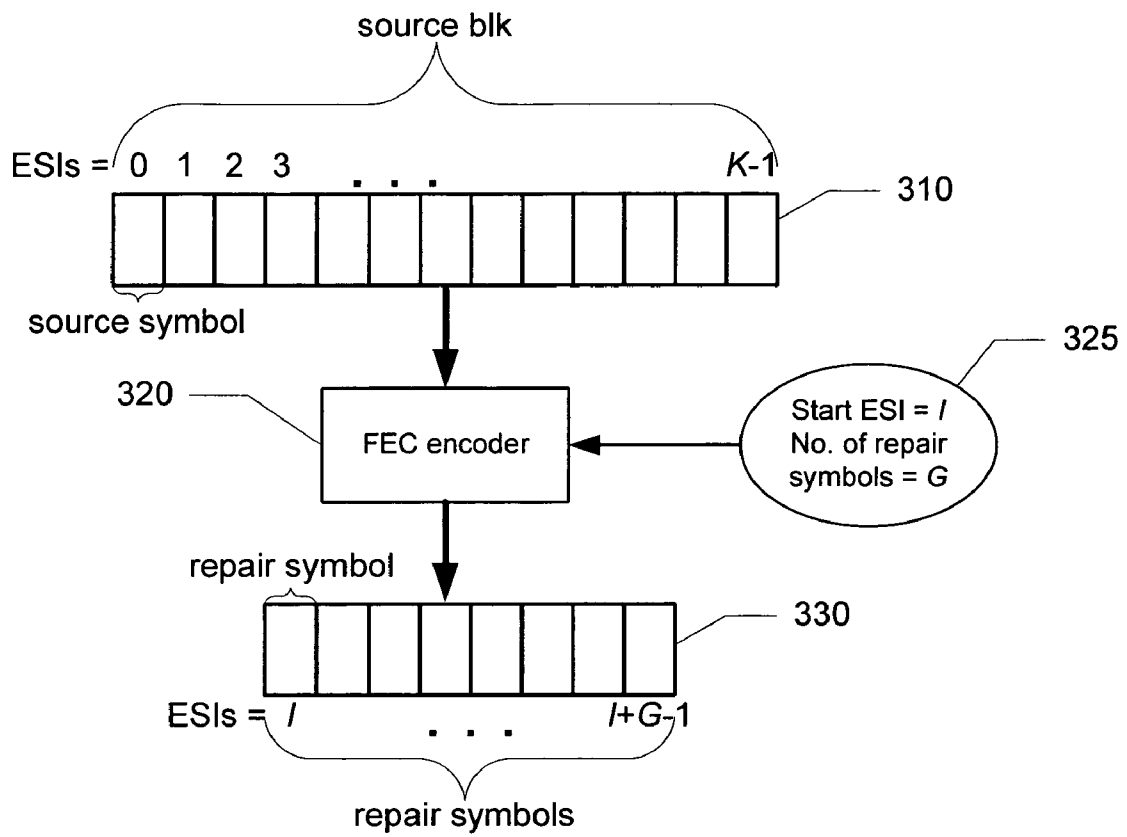 source blk
ESIs = 0 1 2 3 . . . K-1
310
source symbol
325
320
FEC encoder
Start ESI = I
No. of repair
symbols = G
repair symbol
330
ESIs = I . . . I+G-1
repair symbols